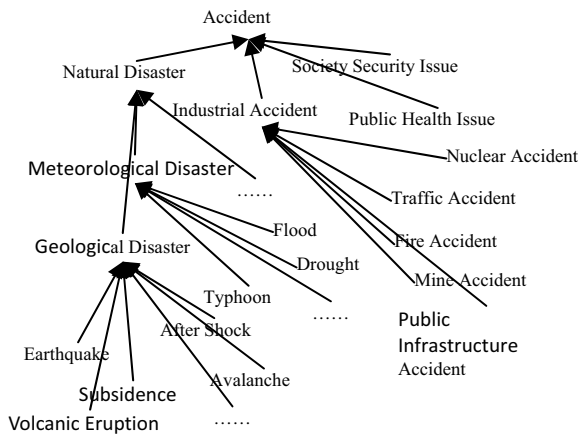 Accident
Natural Disaster
Society Security Issue
Industrial Accident
Public Health Issue
Nuclear Accident
Meteorological Disaster
......
Traffic Accident
Flood
Fire Accident
Geological Disaster
Drought
Mine Accident
Typhoon
......
After Shock
Public
Infrastructure
Accident
Earthquake
Avalanche
Subsidence
Volcanic Eruption
......